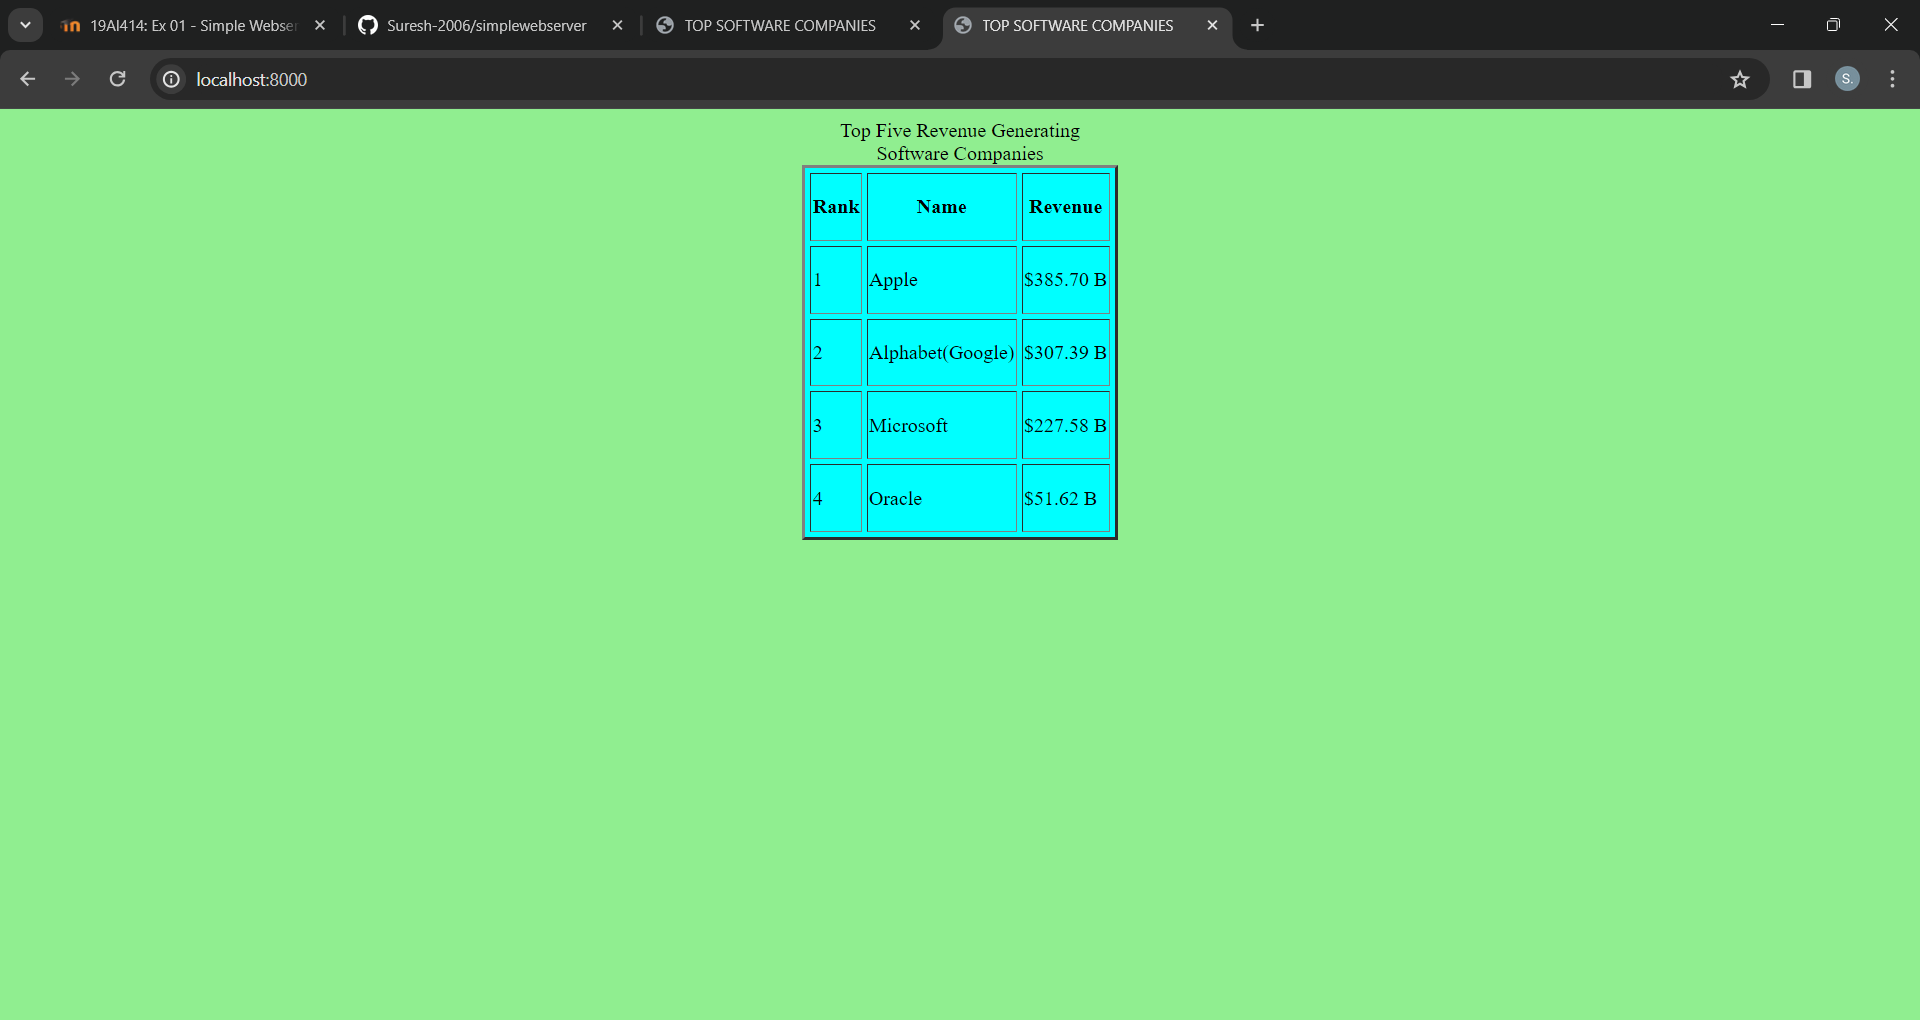 19AI414: Ex 01 - Simple Webser
Suresh-2006/simplewebserver
TOP SOFTWARE COMPANIES
TOP SOFTWARE COMPANIES
localhost:8000
S.
Top Five Revenue Generating
Software Companies
Rank Name Revenue
1 Apple $385.70 B
2 Alphabet(Google) $307.39 B
3 Microsoft $227.58 B
4 Oracle $51.62 B